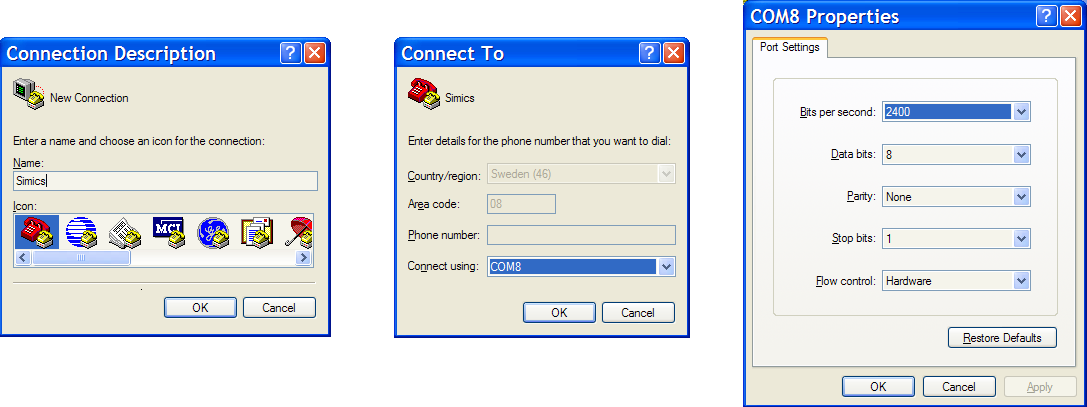 Connection Description
New Connection
Enter a name and choose an icon for the connection:
Name:
Simics
Icon:
MCI
OK Cancel
Connect To
Simics
Enter details for the phone number that you want to dial:
Country/region: Sweden (46)
Area code: 08
Phone number:
Connect using: COM8
OK Cancel
COM8 Properties
Port Settings
Bits per second: 2400
Data bits: 8
Parity: None
Stop bits: 1
Flow control: Hardware
Restore Defaults
OK Cancel Apply